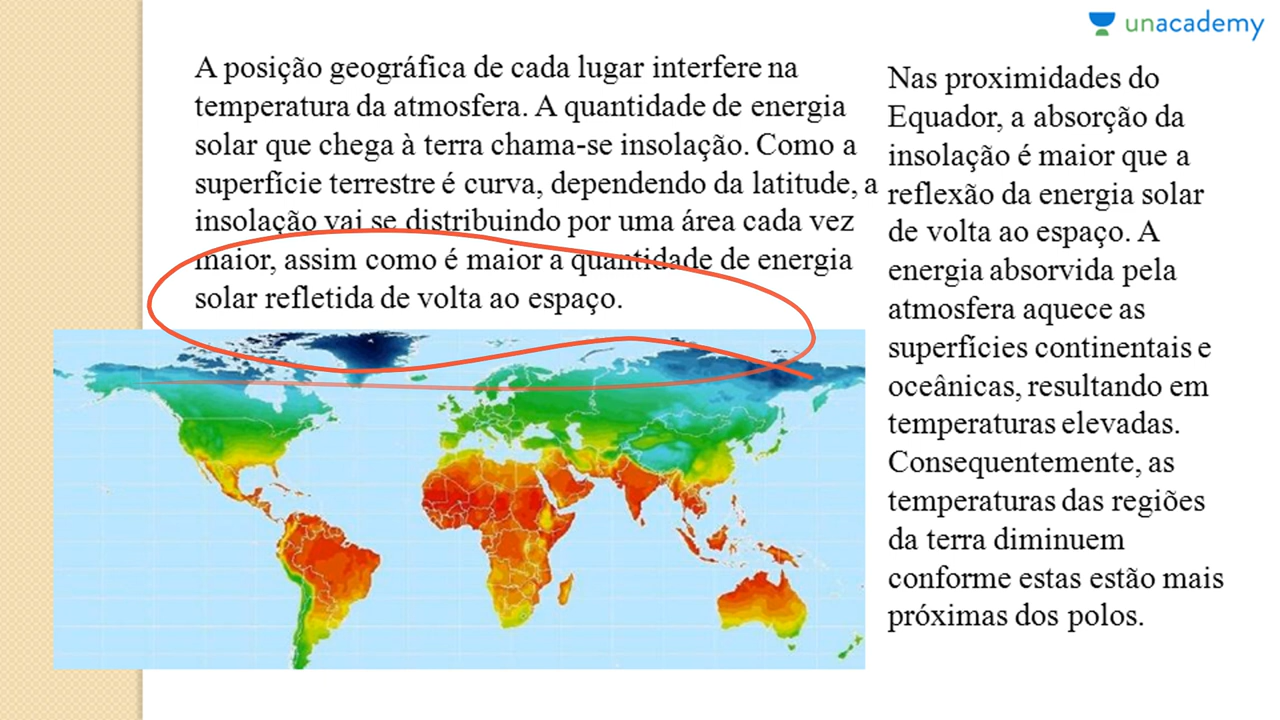 unacademy
A posição geográfica de cada lugar interfere na
temperatura da atmosfera. A quantidade de energia
solar que chega à terra chama-se insolação. Como a
superfície terrestre é curva, dependendo da latitude, a
insolação vai se distribuindo por uma área cada vez
maior, assim como é maior a quantidade de energia
solar refletida de volta ao espaço.
Nas proximidades do
Equador, a absorção da
insolação é maior que a
reflexão da energia solar
de volta ao espaço. A
energia absorvida pela
atmosfera aquece as
superfícies continentais e
oceânicas, resultando em
temperaturas elevadas.
Consequentemente, as
temperaturas das regiões
da terra diminuem
conforme estas estão mais
próximas dos polos.